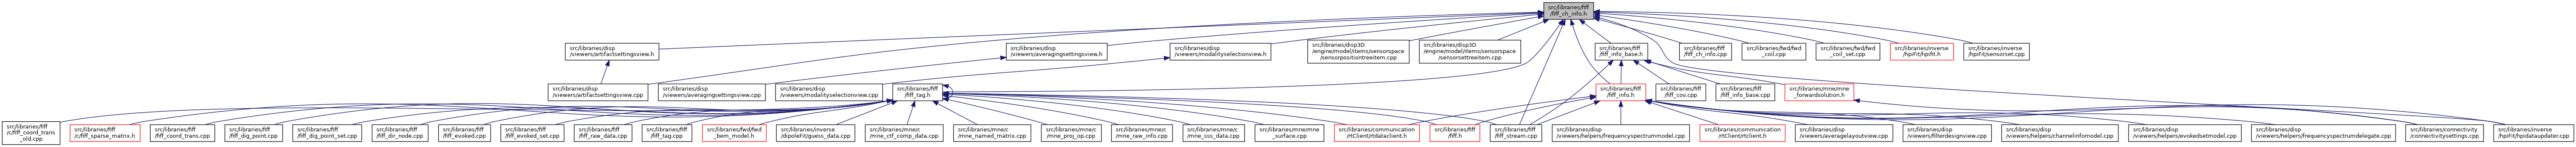 src/libraries/fiff
/fiff_ch_info.h
src/libraries/disp
/viewers/artifactsettingsview.h
src/libraries/disp
/viewers/averagingsettingsview.h
src/libraries/disp
/viewers/modalityselectionview.h
src/libraries/disp3D
/engine/model/items/sensorspace
/sensorpositiontreeitem.cpp
src/libraries/disp3D
/engine/model/items/sensorspace
/sensorsettreeitem.cpp
src/libraries/fiff
/fiff_info_base.h
src/libraries/fiff
/fiff_ch_info.cpp
src/libraries/fwd/fwd
_coil.cpp
src/libraries/fwd/fwd
_coil_set.cpp
src/libraries/inverse
/hpiFit/hpifit.h
src/libraries/inverse
/hpiFit/sensorset.cpp
src/libraries/disp
/viewers/artifactsettingsview.cpp
src/libraries/disp
/viewers/averagingsettingsview.cpp
src/libraries/disp
/viewers/modalityselectionview.cpp
src/libraries/fiff
/fiff_tag.h
src/libraries/fiff
/fiff_info.h
src/libraries/fiff
/fiff_cov.cpp
src/libraries/fiff
/fiff_info_base.cpp
src/libraries/mne/mne
_forwardsolution.h
src/libraries/fiff
/c/fiff_coord_trans
_old.cpp
src/libraries/fiff
/c/fiff_sparse_matrix.h
src/libraries/fiff
/fiff_coord_trans.cpp
src/libraries/fiff
/fiff_dig_point.cpp
src/libraries/fiff
/fiff_dig_point_set.cpp
src/libraries/fiff
/fiff_dir_node.cpp
src/libraries/fiff
/fiff_evoked.cpp
src/libraries/fiff
/fiff_evoked_set.cpp
src/libraries/fiff
/fiff_raw_data.cpp
src/libraries/fiff
/fiff_tag.cpp
src/libraries/fwd/fwd
_bem_model.h
src/libraries/inverse
/dipoleFit/guess_data.cpp
src/libraries/mne/c
/mne_ctf_comp_data.cpp
src/libraries/mne/c
/mne_named_matrix.cpp
src/libraries/mne/c
/mne_proj_op.cpp
src/libraries/mne/c
/mne_raw_info.cpp
src/libraries/mne/c
/mne_sss_data.cpp
src/libraries/mne/mne
_surface.cpp
src/libraries/communication
/rtClient/rtdataclient.h
src/libraries/fiff
/fiff.h
src/libraries/fiff
/fiff_stream.cpp
src/libraries/disp
/viewers/helpers/frequencyspectrummodel.cpp
src/libraries/communication
/rtClient/rtclient.h
src/libraries/disp
/viewers/averagelayoutview.cpp
src/libraries/disp
/viewers/filterdesignview.cpp
src/libraries/disp
/viewers/helpers/channelinfomodel.cpp
src/libraries/disp
/viewers/helpers/evokedsetmodel.cpp
src/libraries/disp
/viewers/helpers/frequencyspectrumdelegate.cpp
src/libraries/connectivity
/connectivitysettings.cpp
src/libraries/inverse
/hpiFit/hpidataupdater.cpp